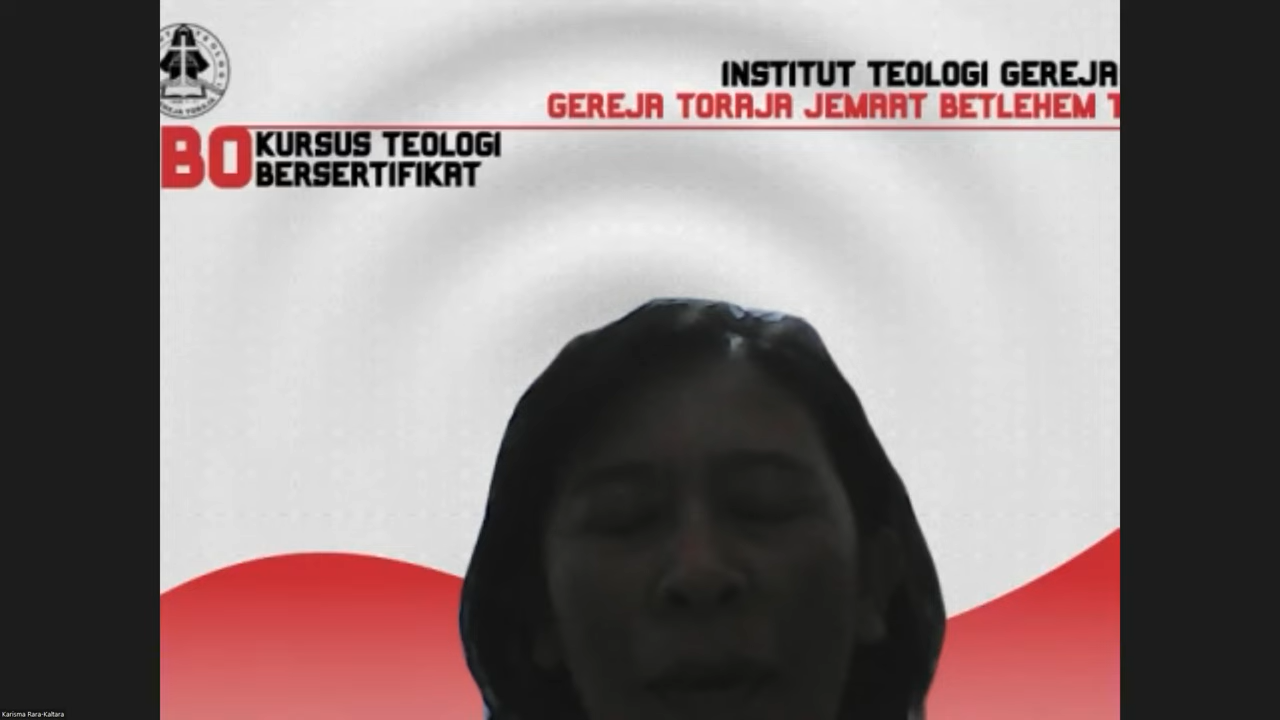 INSTITUT TEOLOGI GEREJA
GEREJA TORAJA JEMAAT BETLEHEM T
BO KURSUS TEOLOGI
BERSERTIFIKAT
Karisma Rara-Kaltara